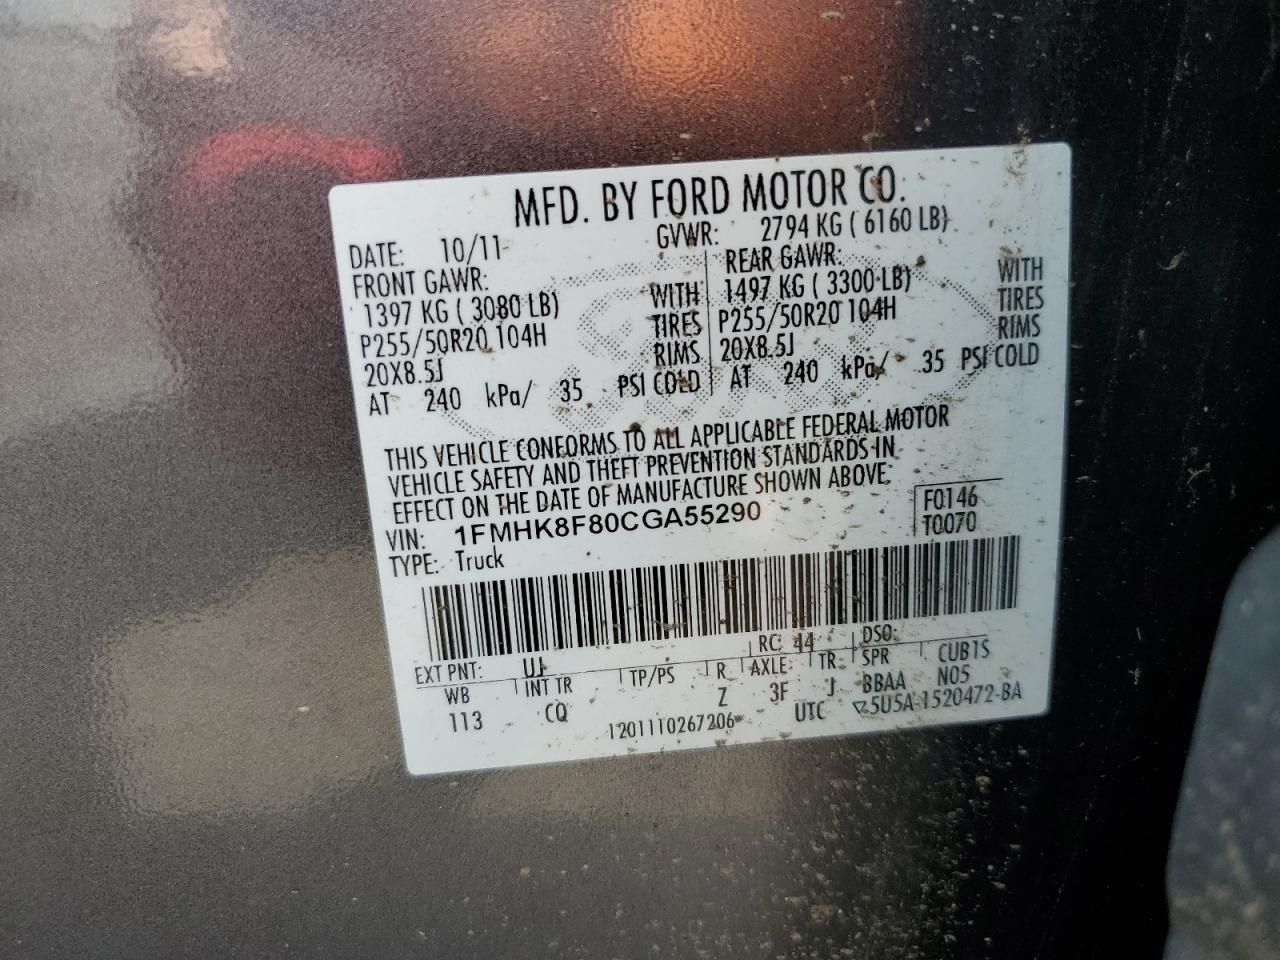 MFD. BY FORD MOTOR CO.
DATE: 10/11 GVWR: 2794 KG ( 6160 LB)
FRONT GAWR: REAR GAWR:
1397 KG ( 3080 LB) WITH 1497 KG ( 3300 LB) WITH
P255/50R20 104H TIRES P255/50R20 104H TIRES
20X8.5J RIMS 20X8.5J RIMS
AT 240 kPa/ 35 PSI COLD AT 240 kPa/ 35 PSI COLD
THIS VEHICLE CONFORMS TO ALL APPLICABLE FEDERAL MOTOR
VEHICLE SAFETY AND THEFT PREVENTION STANDARDS IN
EFFECT ON THE DATE OF MANUFACTURE SHOWN ABOVE.
VIN: 1FMHK8F80CGA55290 F0146
TYPE: Truck T0070
RC: 44 DSO:
EXT PNT: UJ
WB INT TR TP/PS R AXLE TR SPR CUB1S
113 CQ Z 3F J BBAA N05
1201110267206 UTC 5U5A-1520472-BA